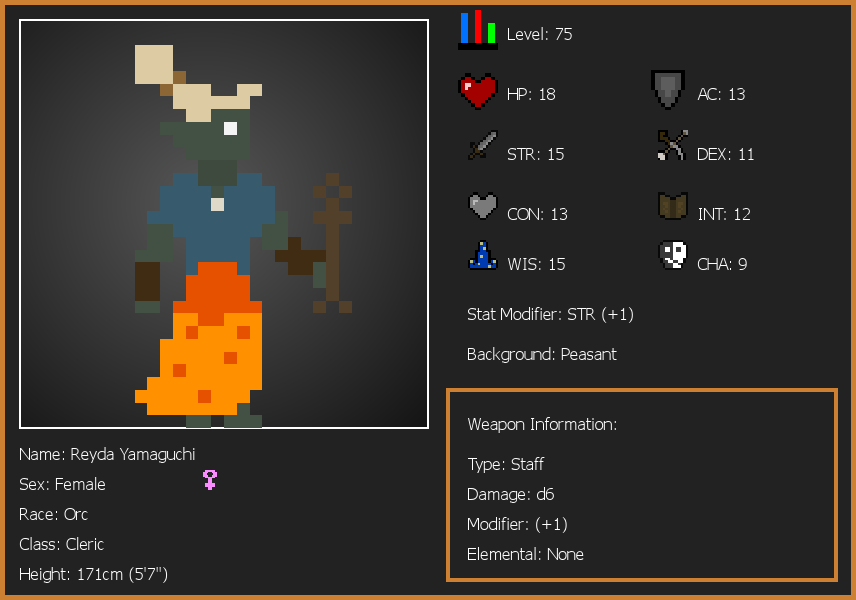 Level: 75
HP: 18
AC: 13
STR: 15
DEX: 11
CON: 13
INT: 12
WIS: 15
CHA: 9
Stat Modifier: STR (+1)
Background: Peasant
Weapon Information:
Type: Staff
Damage: d6
Modifier: (+1)
Elemental: None
Name: Reyda Yamaguchi
Sex: Female
Race: Orc
Class: Cleric
Height: 171cm (5'7")